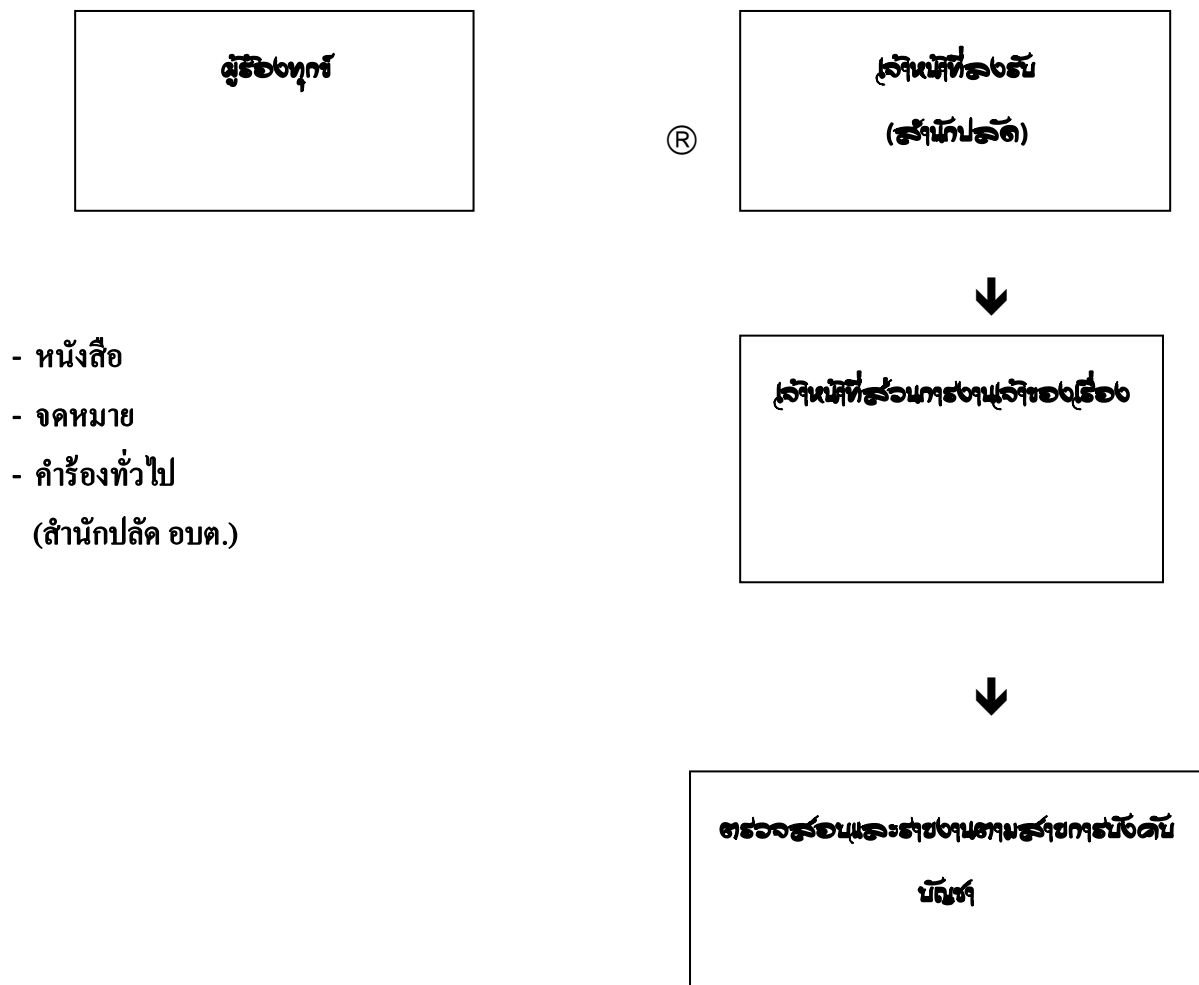 ผู้ร้องทุกข์
®
เจ้าหน้าที่ลงรับ
(สำนักปลัด)
- หนังสือ
- จดหมาย
- คำร้องทั่วไป
(สำนักปลัด อบต.)
เจ้าหน้าที่ส่วนการงานเจ้าของเรื่อง
ตรวจสอบและรายงานตามสายการบังคับ
บัญชา